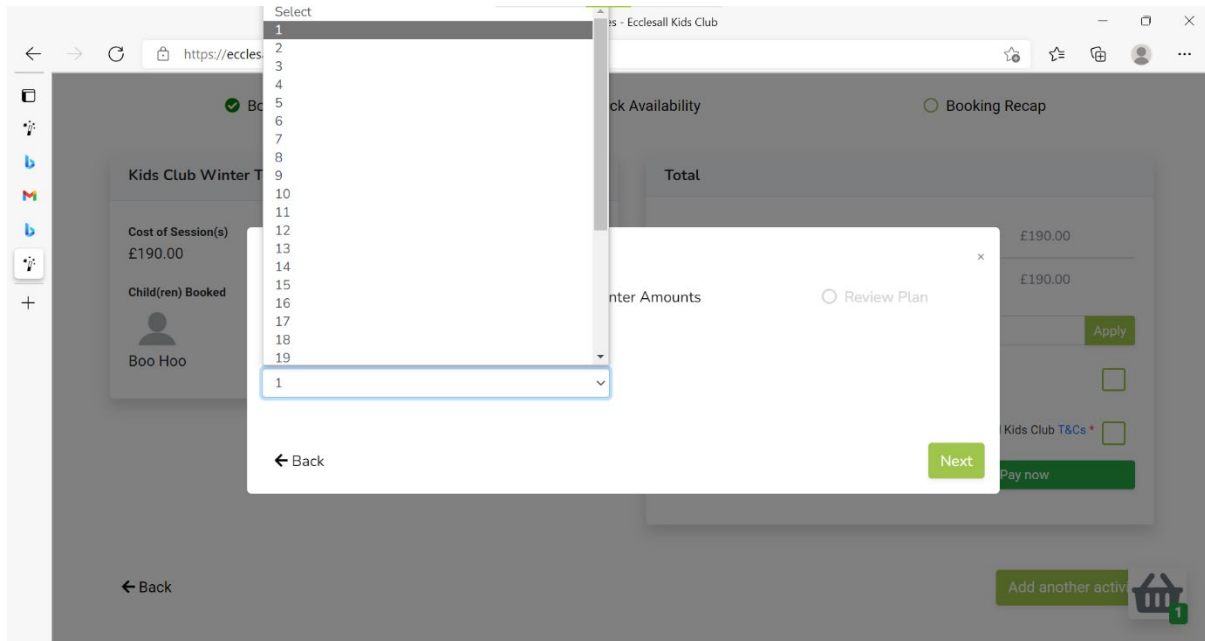 Select
1
2
3
4
5
6
7
8
9
10
11
12
13
14
15
16
17
18
19
es - Ecclesall Kids Club
https://eccles
Bo
ck Availability
Booking Recap
Kids Club Winter T
Total
Cost of Session(s)
£190.00
£190.00
£190.00
Child(ren) Booked
Boo Hoo
nter Amounts
Review Plan
Apply
1
Kids Club T&Cs *
Back
Next
Pay now
Back
Add another activi
1